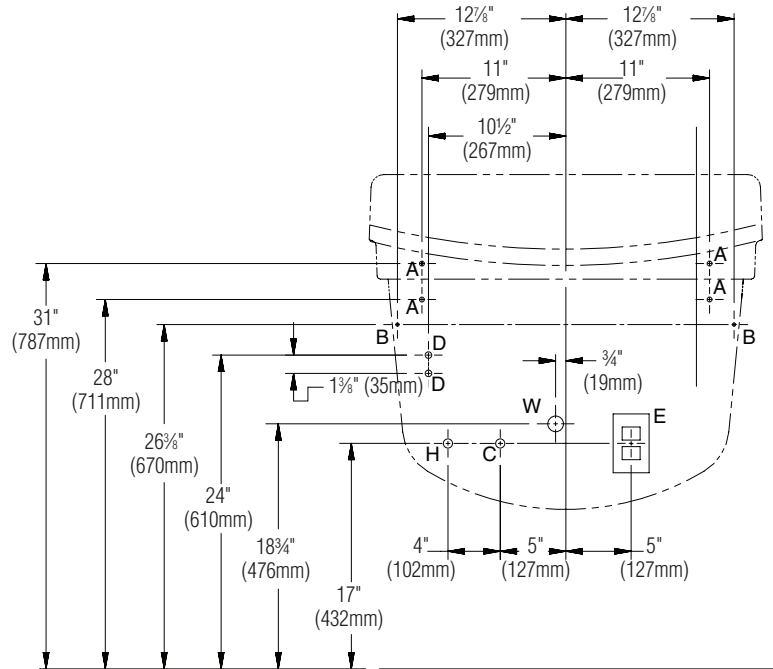 12⅞"
(327mm)
12⅞"
(327mm)
11"
(279mm)
11"
(279mm)
10½"
(267mm)
A
A
A
A
31"
(787mm)
28"
(711mm)
B
B
D
D
1⅜" (35mm)
¾"
(19mm)
26⅜"
(670mm)
W
E
H
C
24"
(610mm)
18¾"
(476mm)
4"
(102mm)
5"
(127mm)
5"
(127mm)
17"
(432mm)